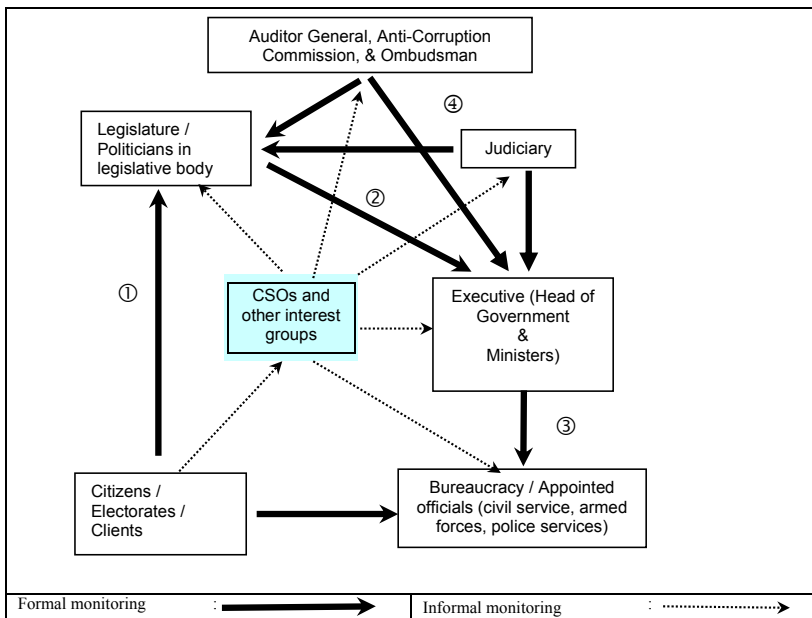 Auditor General, Anti-Corruption
Commission, & Ombudsman
④
Legislature /
Politicians in
legislative body
Judiciary
②
①
CSOs and
other interest
groups
Executive (Head of
Government
&
Ministers)
③
Citizens /
Electorates /
Clients
Bureaucracy / Appointed
officials (civil service, armed
forces, police services)
Formal monitoring :
Informal monitoring :